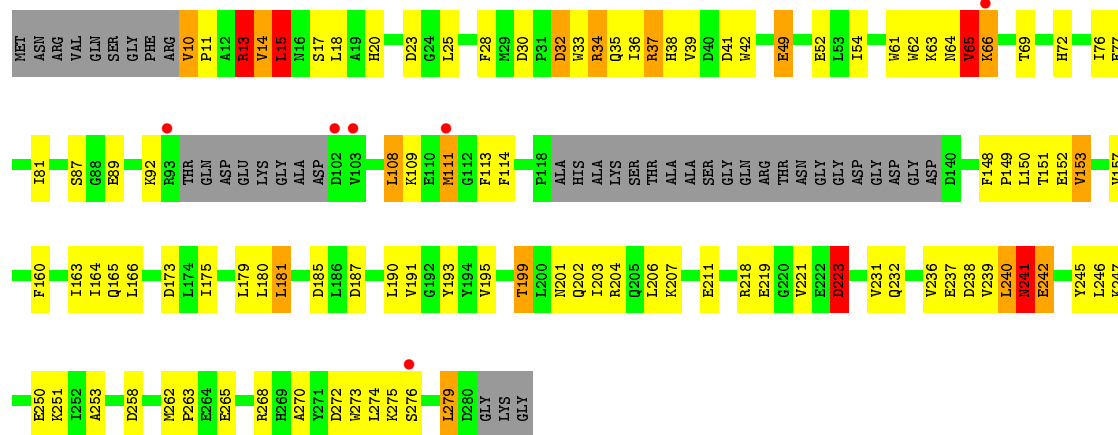 MET ASN ARG VAL GLN SER GLY PHE ARG V10 P11 A12 R13 V14 L15 N16 S17 L18 A19 H20 D23 G24 L25 F28 M29 D30 P31 D32 W33 R34 Q35 I36 R37 H38 V39 D40 D41 W42 E49 E52 L53 I54 W61 W62 K63 N64 V65 K66 T69 H72 I76 E77
I81 S87 G88 E89 K92 R93 THR GLN ASP GLU LYS GLY ALA ASP D102 V103 L108 K109 E110 M111 G112 F113 F114 P118 ALA HIS ALA LYS SER THR ALA ALA SER GLY GLN ARG THR ASN GLY GLY ASP GLY ASP GLY ASP D140 F148 P149 L150 T151 E152 V153 V157
F160 I163 I164 Q165 L166 D173 L174 I175 L179 L180 L181 D185 L186 D187 L190 V191 G192 Y193 Y194 V195 T199 L200 N201 Q202 I203 R204 Q205 L206 K207 E211 R218 E219 G220 V221 E222 D223 V231 Q232 V236 E237 D238 V239 L240 N241 E242 Y245 L246 K247
E250 K251 I252 A253 D258 M262 P263 E264 E265 R268 H269 A270 Y271 D272 W273 L274 K275 S276 L279 D280 GLY LYS GLY